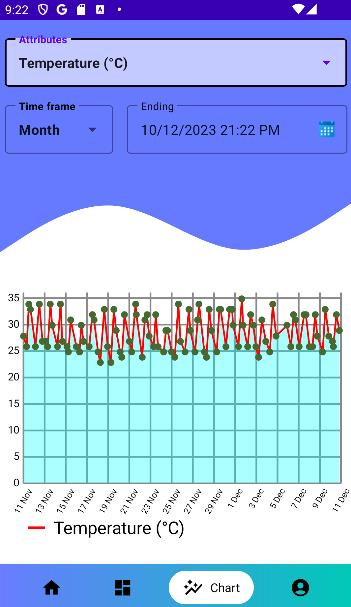 9:22
Attributes
Temperature (°C)
Time frame
Ending
Month
10/12/2023 21:22 PM
35
30
25
20
15
10
5
0
11 Nov
13 Nov
15 Nov
17 Nov
19 Nov
21 Nov
23 Nov
25 Nov
27 Nov
29 Nov
1 Dec
3 Dec
5 Dec
7 Dec
9 Dec
11 Dec
Temperature (°C)
Chart